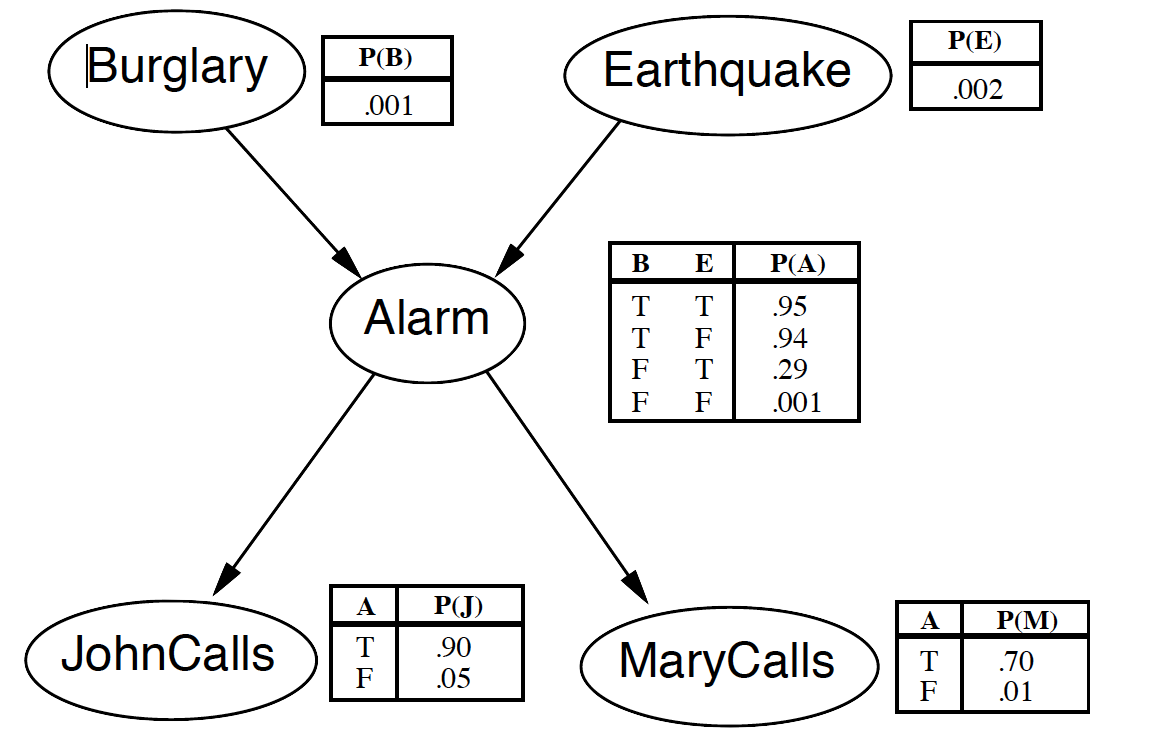 Burglary
P(B)
.001
Earthquake
P(E)
.002
Alarm
B E P(A)
T T .95
T F .94
F T .29
F F .001
JohnCalls
A P(J)
T .90
F .05
MaryCalls
A P(M)
T .70
F .01